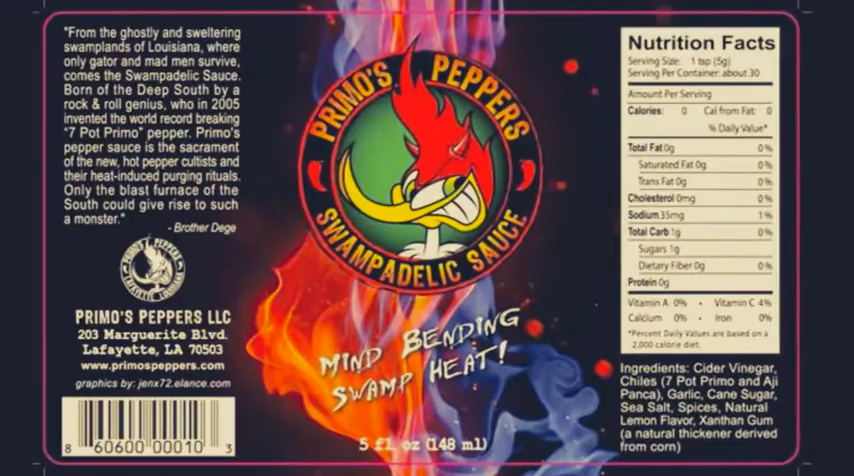 "From the ghostly and sweltering
swamplands of Louisiana, where
only gator and mad men survive,
comes the Swampadelic Sauce.
Born of the Deep South by a
rock & roll genius, who in 2005
invented the world record breaking
"7 Pot Primo" pepper. Primo's
pepper sauce is the sacrament
of the new, hot pepper cultists and
their heat-induced purging rituals.
Only the blast furnace of the
South could give rise to such
a monster."
- Brother Dege
PRIMO'S PEPPERS
LAFAYETTE, LOUISIANA
PRIMO'S PEPPERS LLC
203 Marguerite Blvd.
Lafayette, LA 70503
www.primospeppers.com
graphics by: jenx72.elance.com
8 60600 00010 3
PRIMO'S PEPPERS
SWAMPADELIC SAUCE
MIND BENDING
SWAMP HEAT!
5 fl oz (148 ml)
Nutrition Facts
Serving Size: 1 tsp (5g)
Serving Per Container: about 30
Amount Per Serving
Calories: 0 Cal from Fat: 0
% Daily Value*
Total Fat 0g 0%
Saturated Fat 0g 0%
Trans Fat 0g 0%
Cholesterol 0mg 0%
Sodium 35mg 1%
Total Carb 1g 0%
Sugars 1g
Dietary Fiber 0g 0%
Protein 0g
Vitamin A 0% • Vitamin C 4%
Calcium 0% • Iron 0%
*Percent Daily Values are based on a
2,000 calorie diet.
Ingredients: Cider Vinegar,
Chiles (7 Pot Primo and Aji
Panca), Garlic, Cane Sugar,
Sea Salt, Spices, Natural
Lemon Flavor, Xanthan Gum
(a natural thickener derived
from corn)